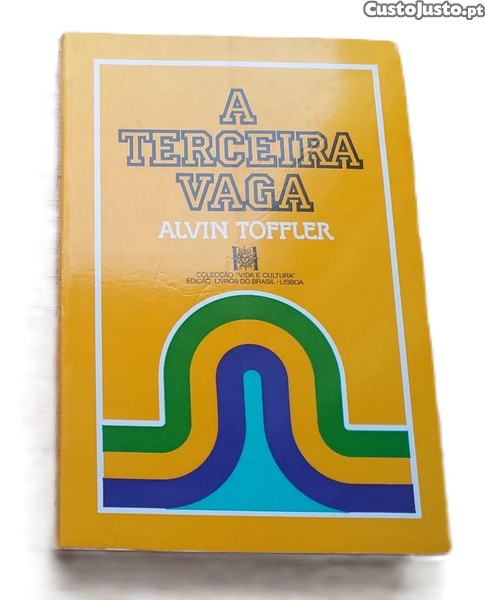 CustoJusto.pt
A
TERCEIRA
VAGA
ALVIN TOFFLER
COLECÇÃO "VIDA E CULTURA"
EDIÇÃO LIVROS DO BRASIL · LISBOA